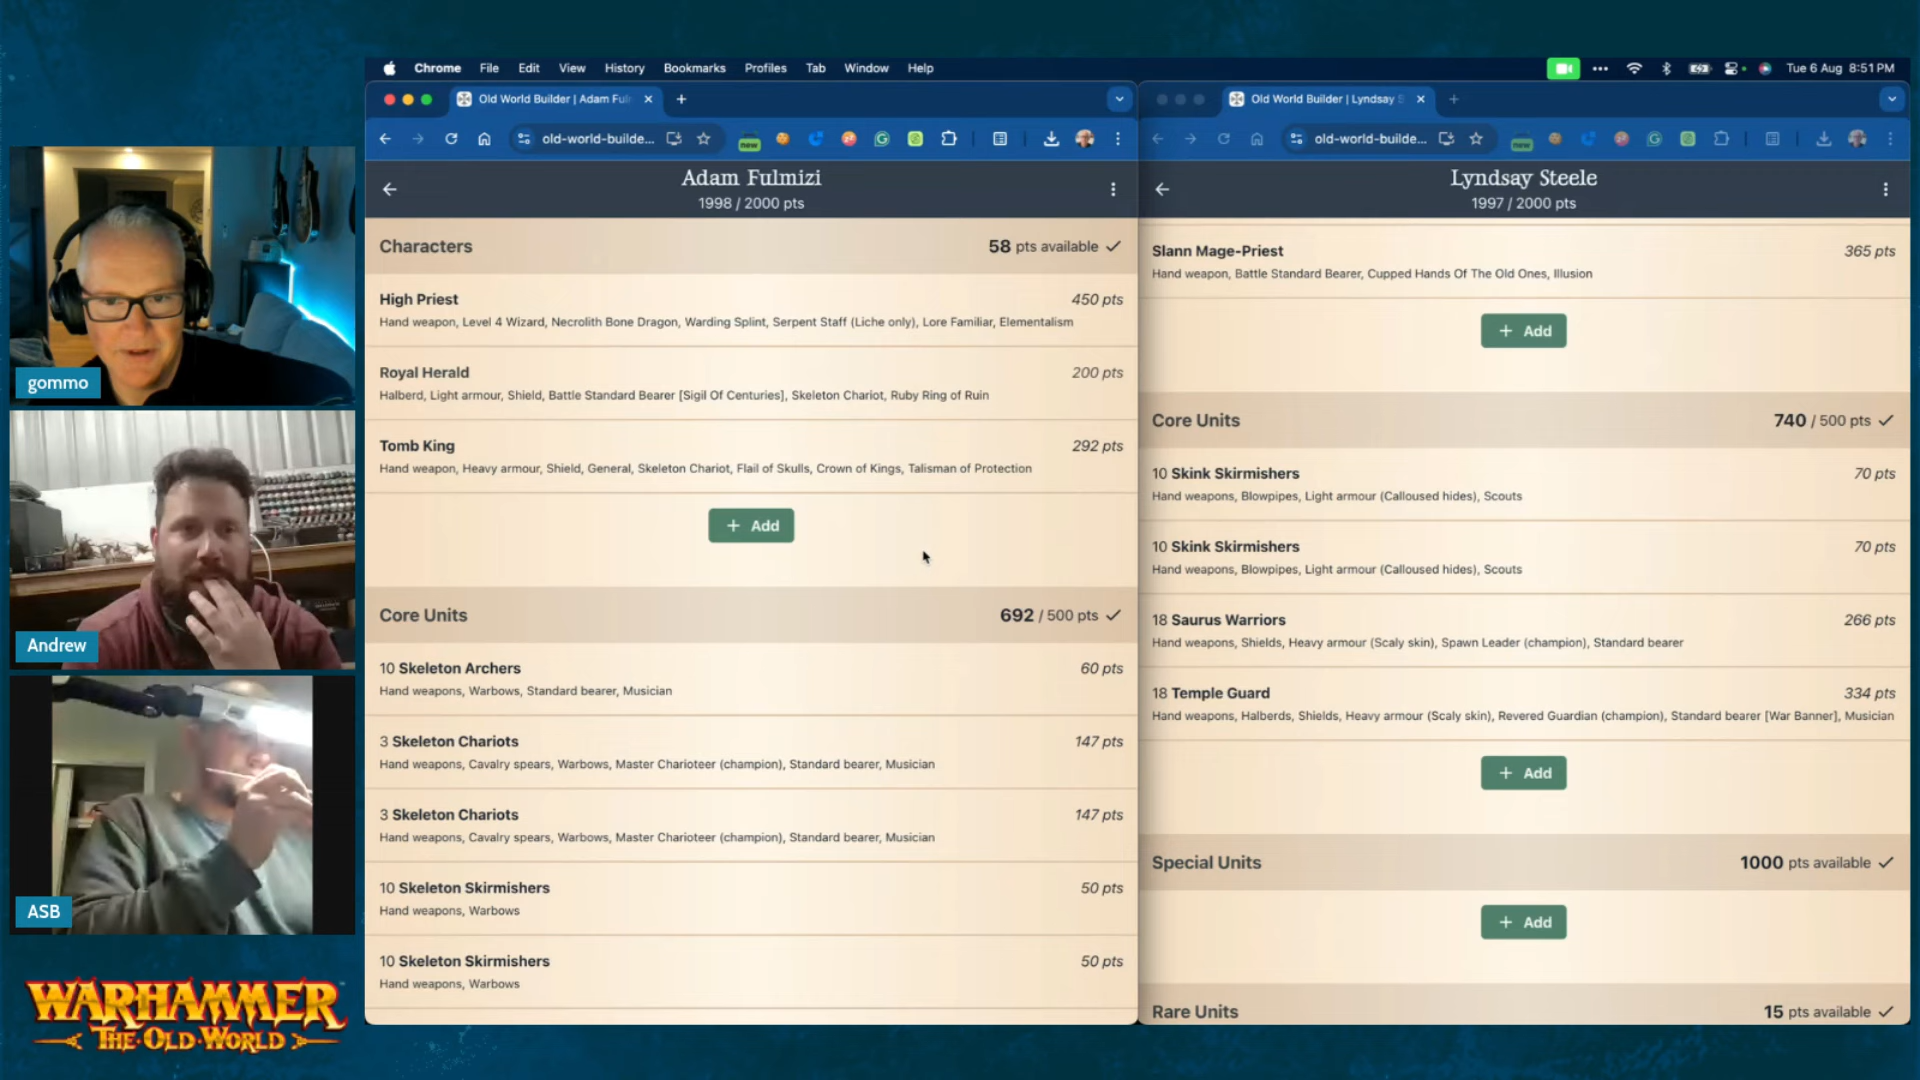 Chrome File Edit View History Bookmarks Profiles Tab Window Help
Tue 6 Aug 8:51 PM
Old World Builder | Adam Ful
old-world-builde...
new
Adam Fulmizi
1998 / 2000 pts
Characters
58 pts available
High Priest
450 pts
Hand weapon, Level 4 Wizard, Necrolith Bone Dragon, Warding Splint, Serpent Staff (Liche only), Lore Familiar, Elementalism
Royal Herald
200 pts
Halberd, Light armour, Shield, Battle Standard Bearer [Sigil Of Centuries], Skeleton Chariot, Ruby Ring of Ruin
Tomb King
292 pts
Hand weapon, Heavy armour, Shield, General, Skeleton Chariot, Flail of Skulls, Crown of Kings, Talisman of Protection
+ Add
Core Units
692 / 500 pts
10 Skeleton Archers
60 pts
Hand weapons, Warbows, Standard bearer, Musician
3 Skeleton Chariots
147 pts
Hand weapons, Cavalry spears, Warbows, Master Charioteer (champion), Standard bearer, Musician
3 Skeleton Chariots
147 pts
Hand weapons, Cavalry spears, Warbows, Master Charioteer (champion), Standard bearer, Musician
10 Skeleton Skirmishers
50 pts
Hand weapons, Warbows
10 Skeleton Skirmishers
50 pts
Hand weapons, Warbows
Old World Builder | Lyndsay S
old-world-builde...
new
Lyndsay Steele
1997 / 2000 pts
Slann Mage-Priest
365 pts
Hand weapon, Battle Standard Bearer, Cupped Hands Of The Old Ones, Illusion
+ Add
Core Units
740 / 500 pts
10 Skink Skirmishers
70 pts
Hand weapons, Blowpipes, Light armour (Calloused hides), Scouts
10 Skink Skirmishers
70 pts
Hand weapons, Blowpipes, Light armour (Calloused hides), Scouts
18 Saurus Warriors
266 pts
Hand weapons, Shields, Heavy armour (Scaly skin), Spawn Leader (champion), Standard bearer
18 Temple Guard
334 pts
Hand weapons, Halberds, Shields, Heavy armour (Scaly skin), Revered Guardian (champion), Standard bearer [War Banner], Musician
+ Add
Special Units
1000 pts available
+ Add
Rare Units
15 pts available
gommo
Andrew
ASB
WARHAMMER
THE·OLD·WORLD